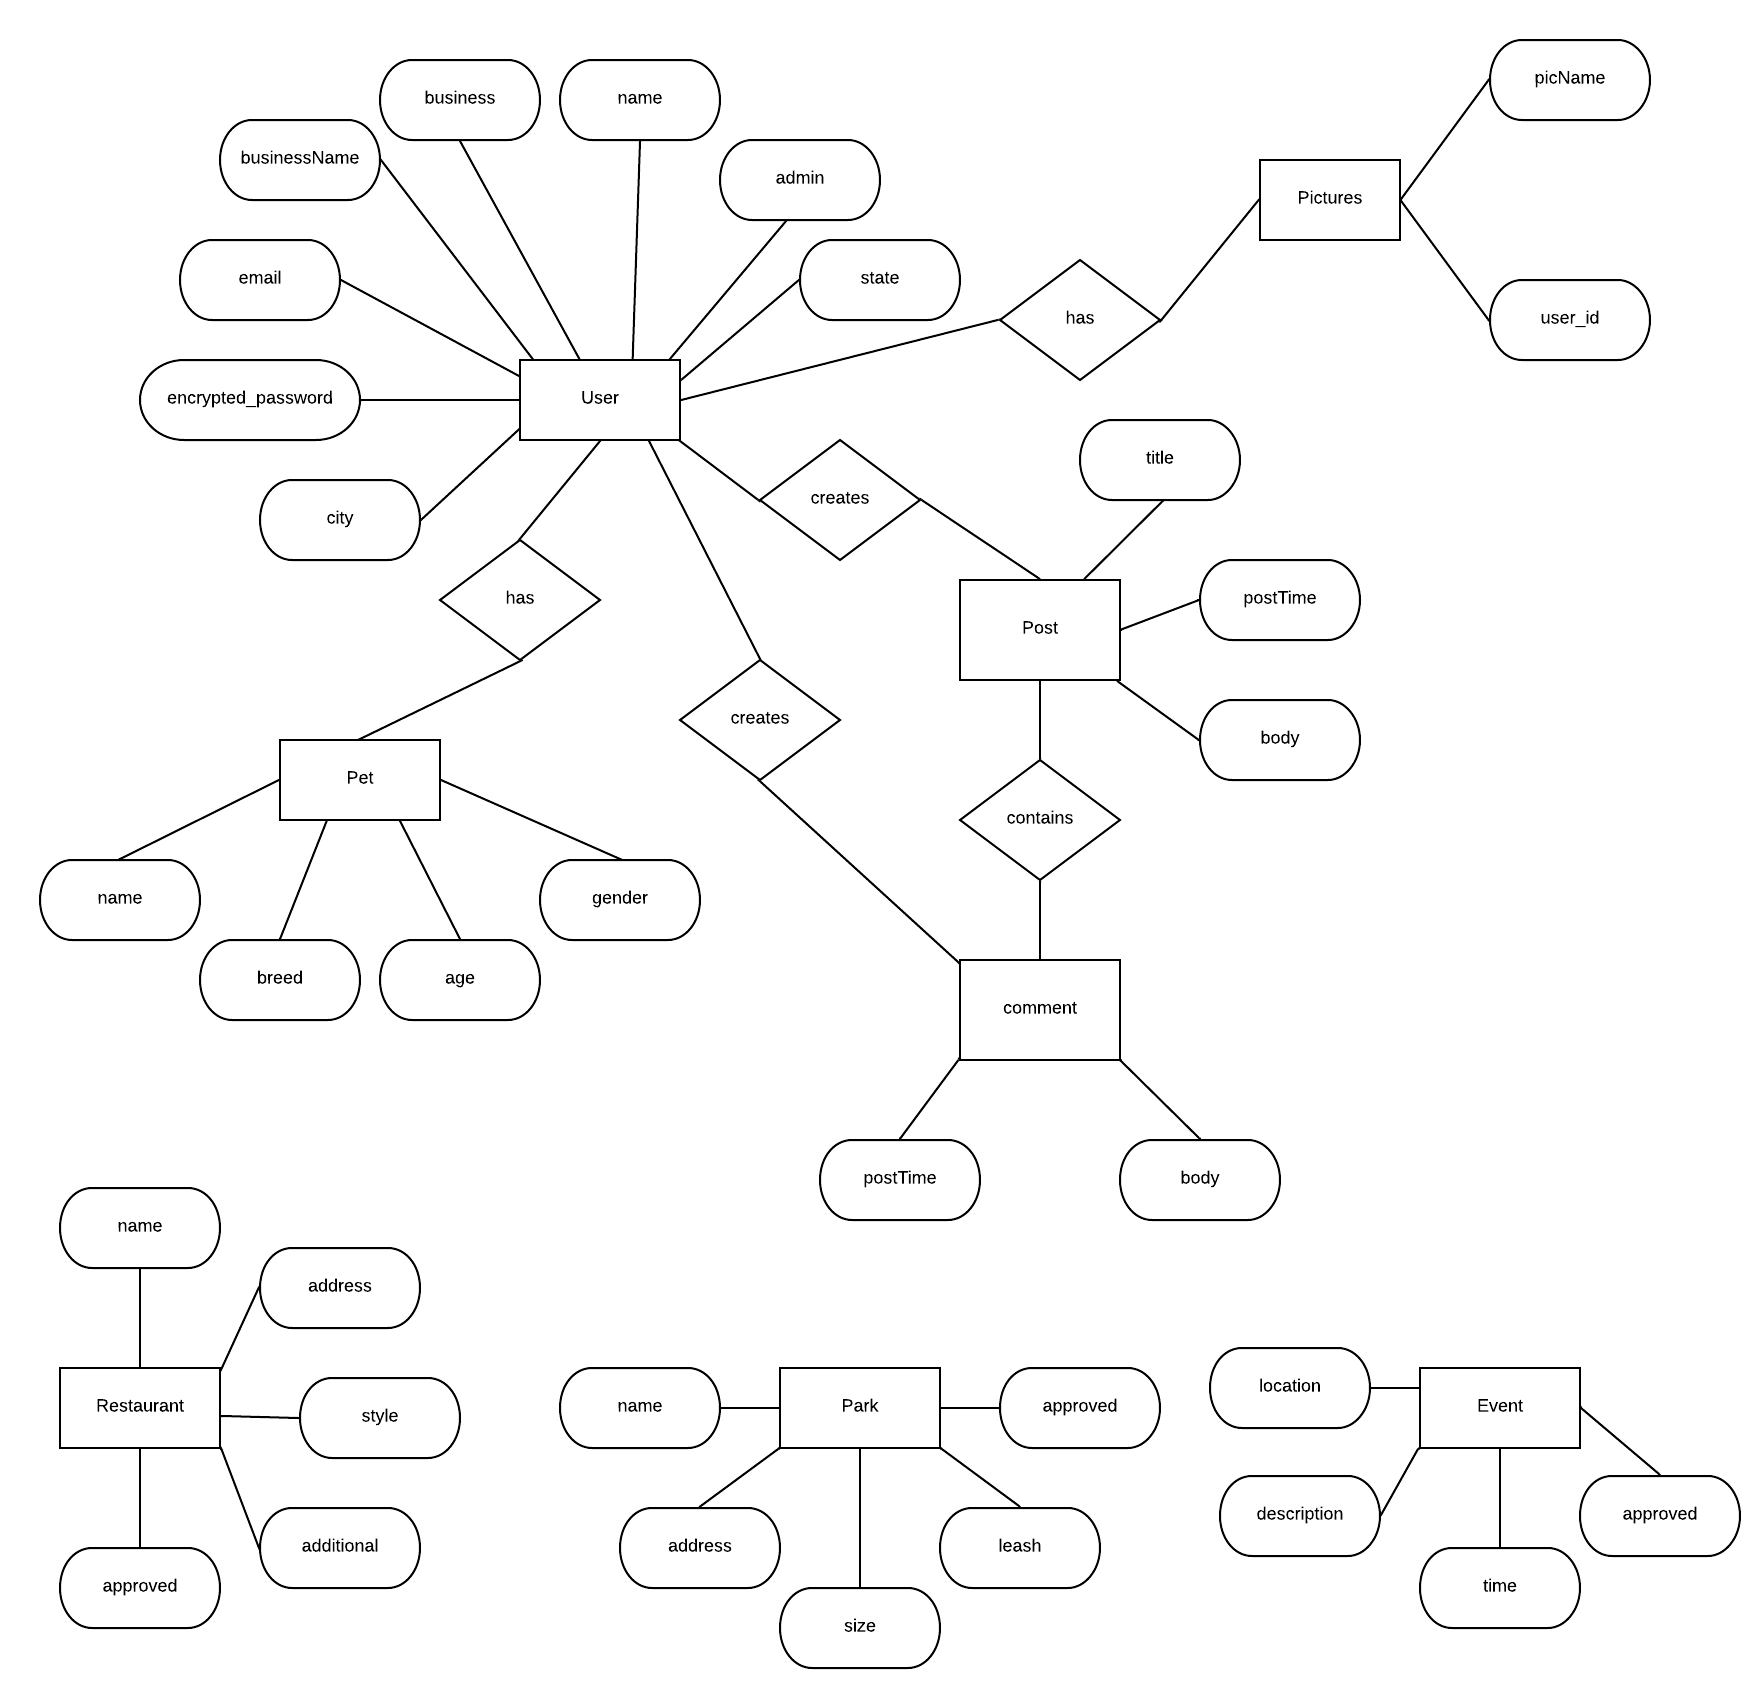 picName
business
name
businessName
admin
Pictures
email
state
has
user_id
encrypted_password
User
title
creates
city
has
postTime
Post
creates
body
Pet
contains
name
gender
breed
age
comment
postTime
body
name
address
location
Restaurant
style
name
Park
approved
Event
description
approved
additional
address
leash
approved
time
size